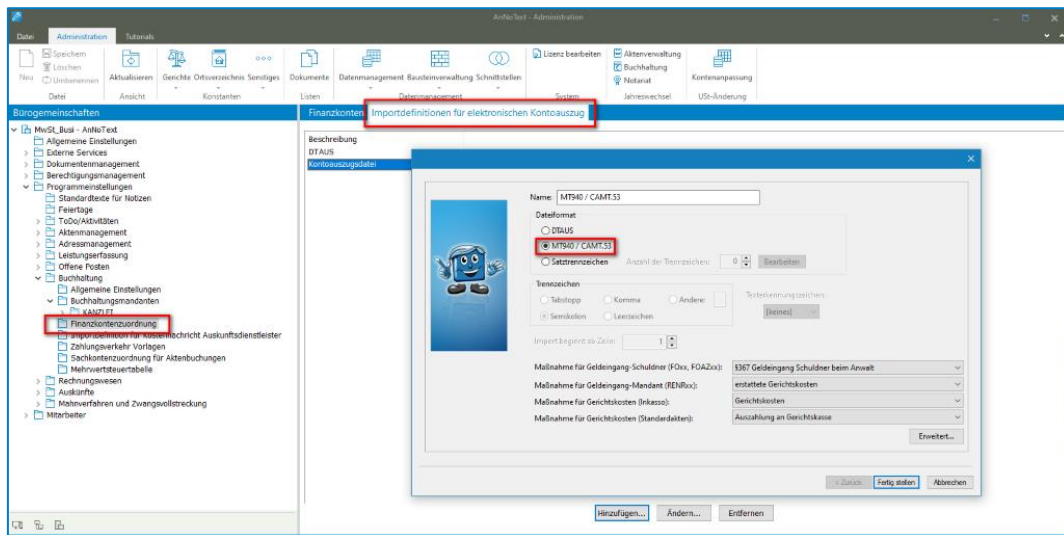 AnNoText - Administration
Datei Administration Tutorials
Neu Speichern Löschen Umbenennen Aktualisieren Gerichte Ortsverzeichnis Sonstiges Dokumente Datenmanagement Bausteinverwaltung Schnittstellen Lizenz bearbeiten Aktenverwaltung Buchhaltung Notariat Kontenanpassung
Datei Ansicht Konstanten Listen Datenmanagement System Jahreswechsel USt-Änderung
Bürogemeinschaften
MwSt_Busi - AnNoText
Allgemeine Einstellungen
Externe Services
Dokumentenmanagement
Berechtigungsmanagement
Programmeinstellungen
Standardtexte für Notizen
Feiertage
ToDo/Aktivitäten
Aktenmanagement
Adressmanagement
Leistungserfassung
Offene Posten
Buchhaltung
Allgemeine Einstellungen
Buchhaltungsmandanten
KANZLEI
Finanzkontenzuordnung
Importdefinition für Kostennachricht Auskunftsdienstleister
Zahlungsverkehr Vorlagen
Sachkontenzuordnung für Aktenbuchungen
Mehrwertsteuertabelle
Rechnungswesen
Auskünfte
Mahnverfahren und Zwangsvollstreckung
Mitarbeiter
Finanzkonten Importdefinitionen für elektronischen Kontoauszug
Beschreibung
DTAUS
Kontoauszugsdatei
Name: MT940 / CAMT.53
Dateiformat
DTAUS
MT940 / CAMT.53
Satztrennzeichen Anzahl der Trennzeichen: 0 Bearbeiten
Trennzeichen
Tabstopp Komma Andere: Texterkennungszeichen:
Semikolon Leerzeichen [keines]
Import beginnt ab Zeile: 1
Maßnahme für Geldeingang-Schuldner (FOxx, FOAZxx): §367 Geldeingang Schuldner beim Anwalt
Maßnahme für Geldeingang-Mandant (RENRxx): erstattete Gerichtskosten
Maßnahme für Gerichtskosten (Inkasso): Gerichtskosten
Maßnahme für Gerichtskosten (Standardakten): Auszahlung an Gerichtskasse
Erweitert...
< Zurück Fertig stellen Abbrechen
Hinzufügen... Ändern... Entfernen